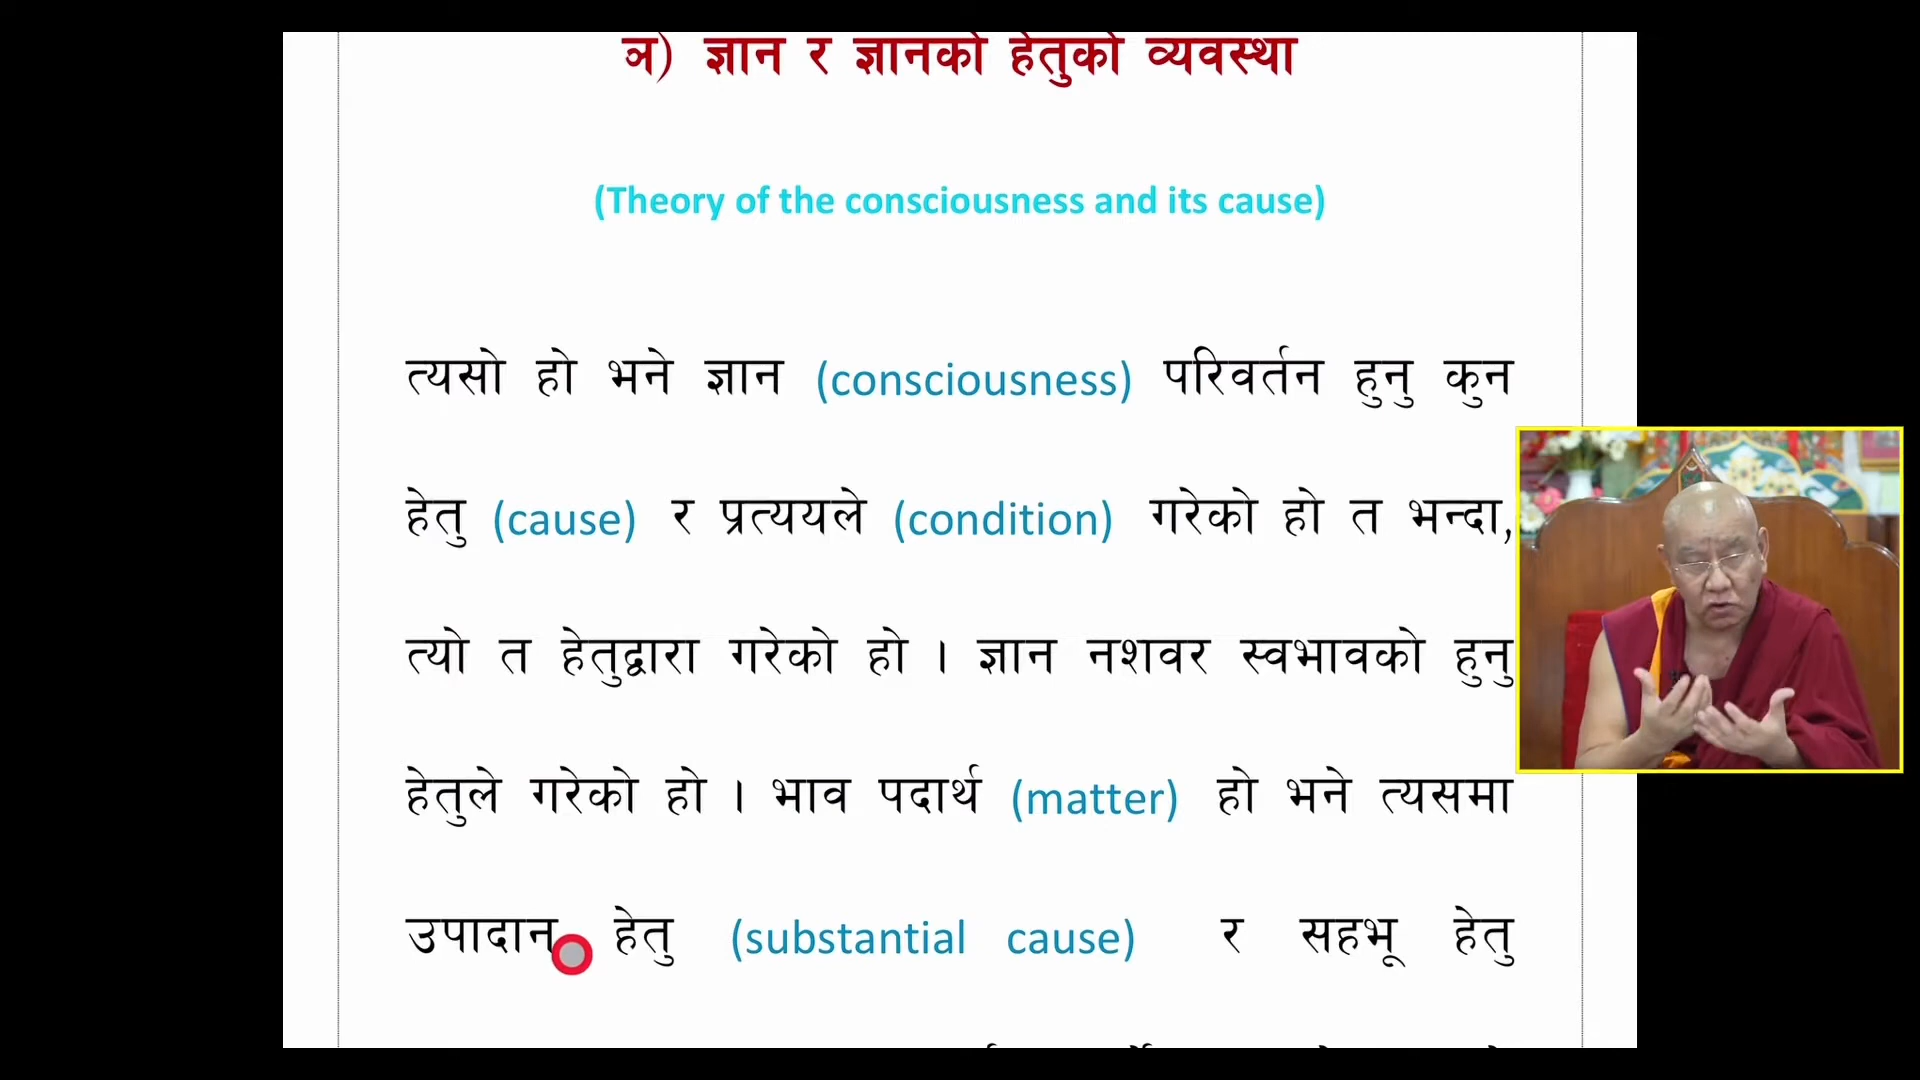 ञ) ज्ञान र ज्ञानको हेतुको व्यवस्था
(Theory of the consciousness and its cause)
त्यसो हो भने ज्ञान (consciousness) परिवर्तन हुनु कुन
हेतु (cause) र प्रत्ययले (condition) गरेको हो त भन्दा,
त्यो त हेतुद्वारा गरेको हो । ज्ञान नशवर स्वभावको हुनु
हेतुले गरेको हो । भाव पदार्थ (matter) हो भने त्यसमा
उपादान हेतु (substantial cause) र सहभू हेतु